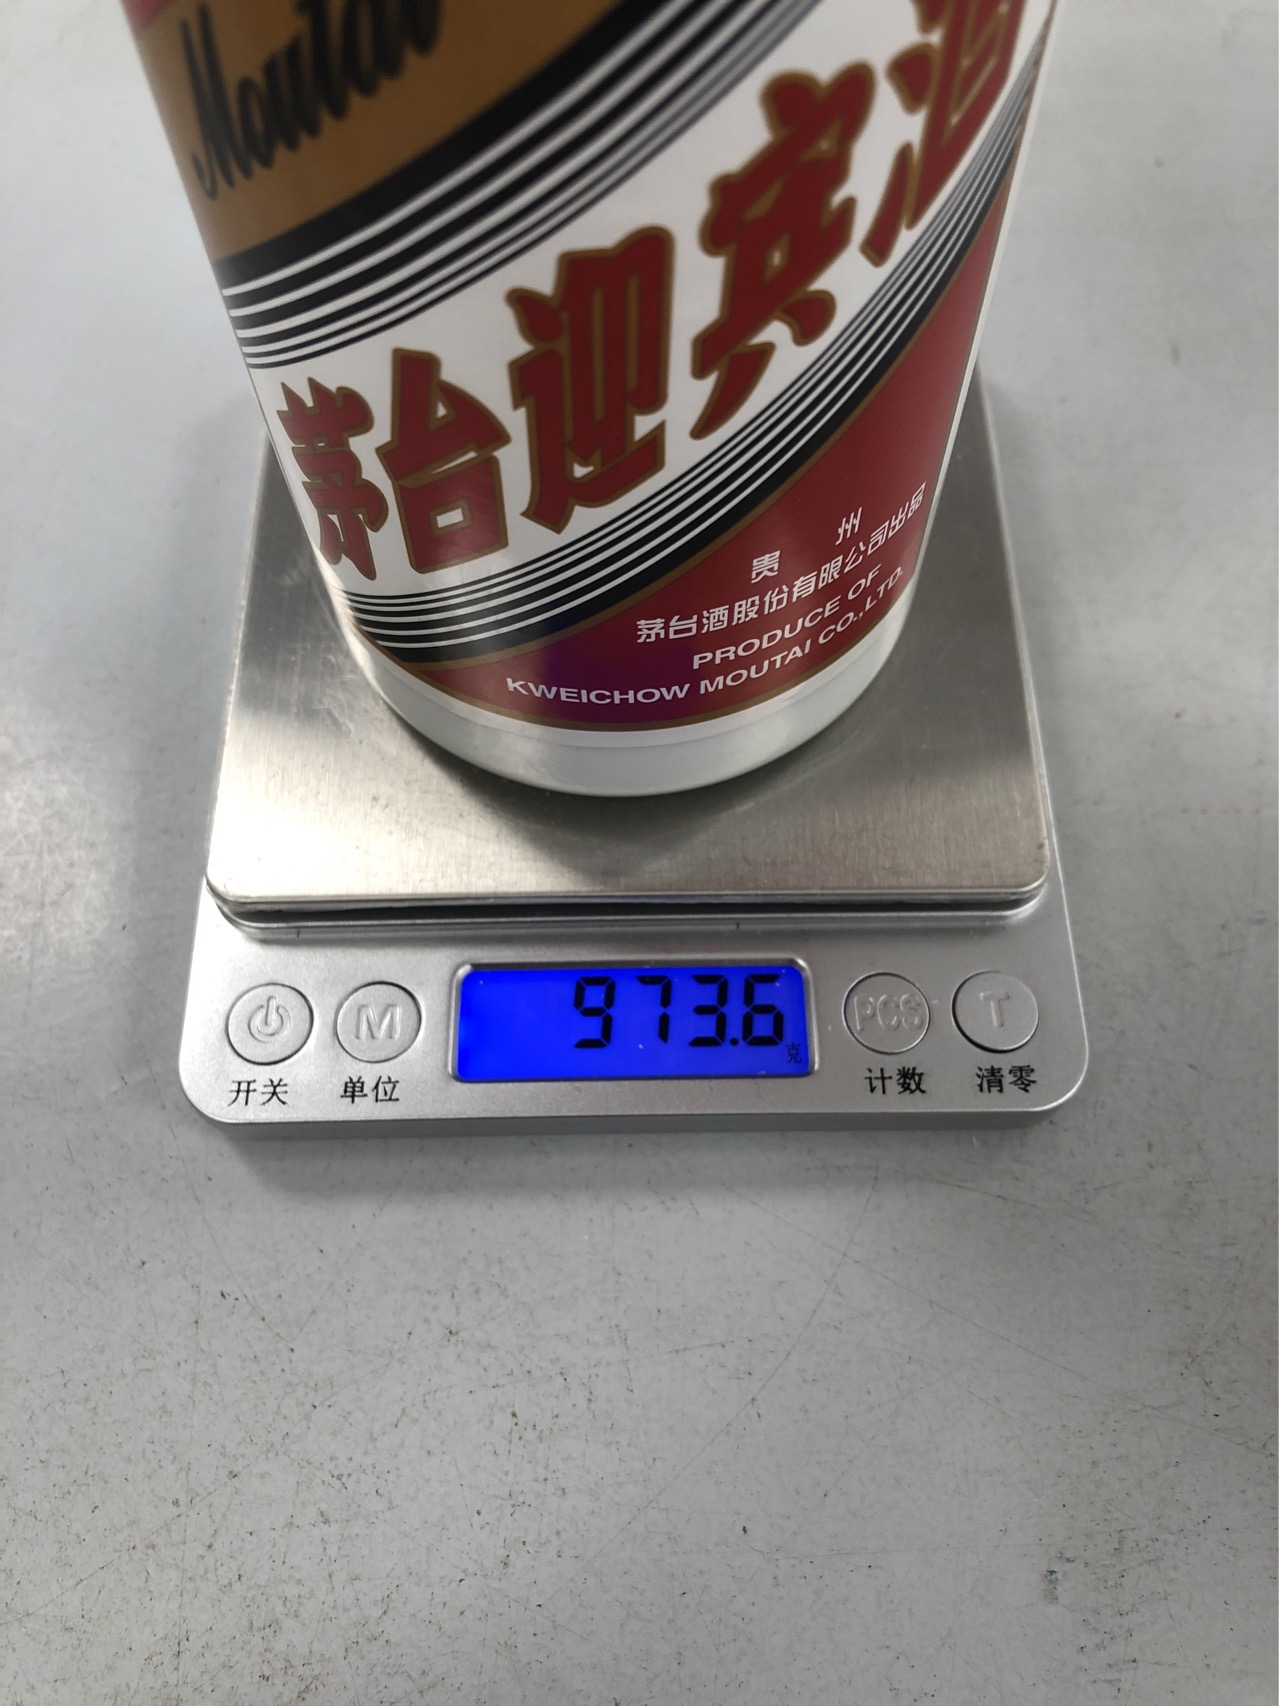 Moutai
茅台迎宾酒
贵州
茅台酒股份有限公司出品
PRODUCE OF
KWEICHOW MOUTAI CO.,LTD.
973.6
克
M
PCS
T
开关
单位
计数
清零